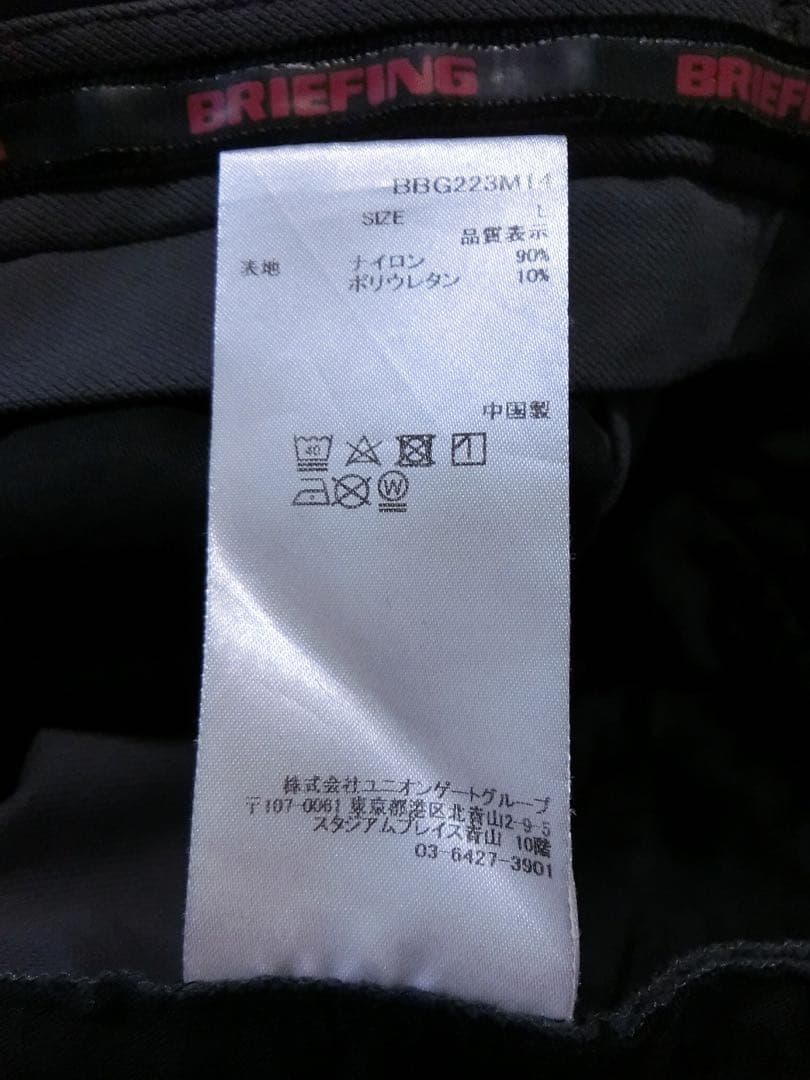 BRIEFING BRIEFING
BBG223M14
SIZE L
品質表示
表地 ナイロン 90%
ポリウレタン 10%
中国製
40
W
株式会社ユニオンゲートグループ
〒107-0061 東京都港区北青山2-9-5
スタジアムプレイス青山 10階
03-6427-3901